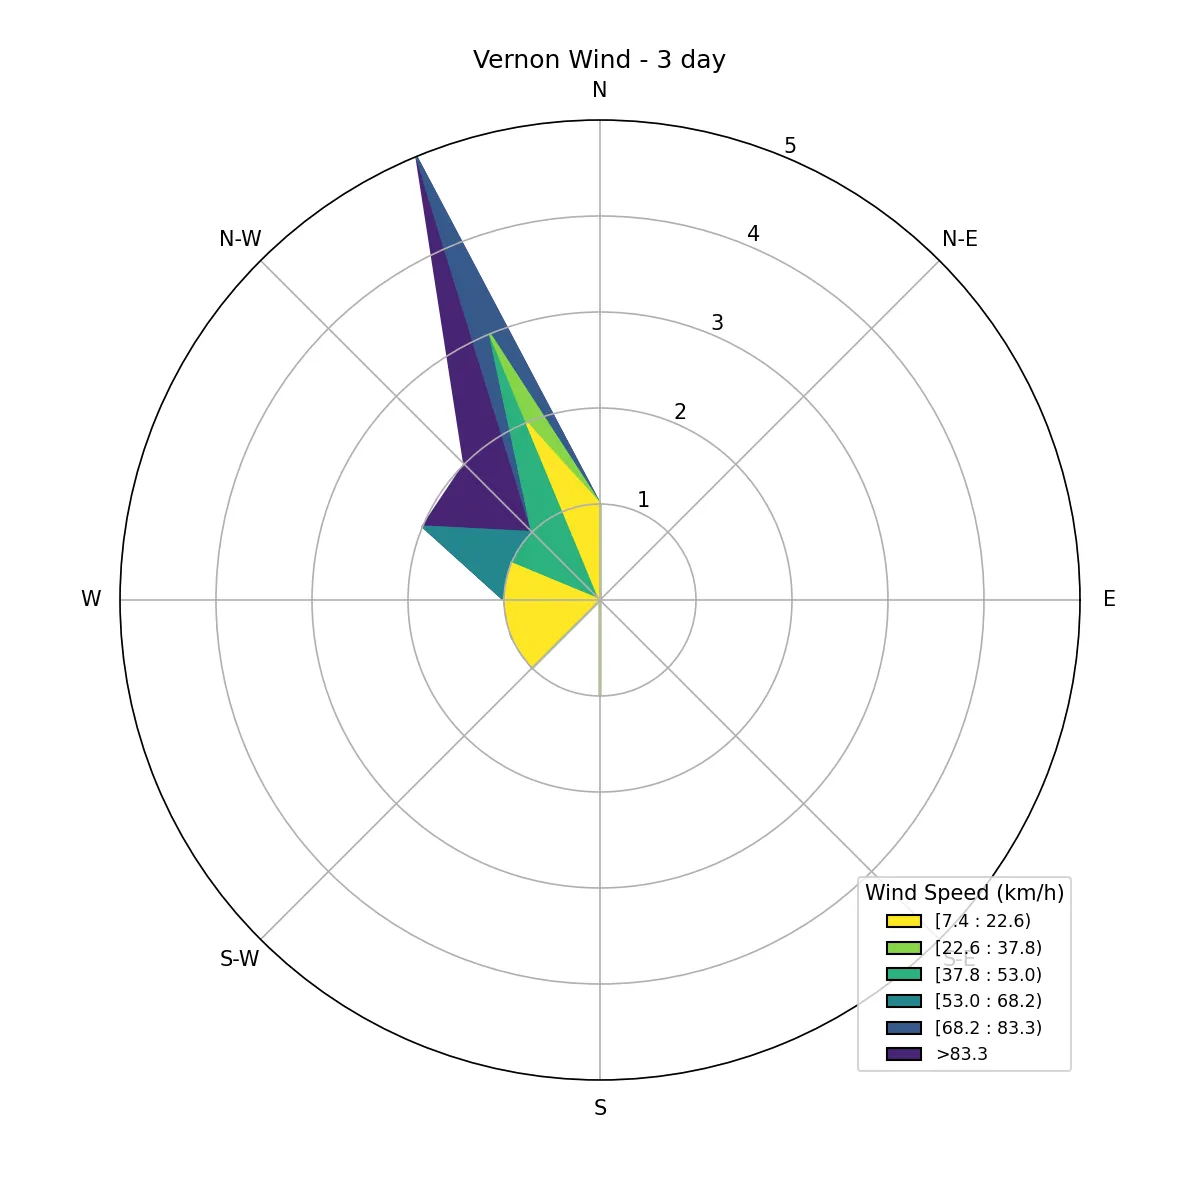 Vernon Wind - 3 day
N
5
4
N-W
N-E
3
2
1
W
E
Wind Speed (km/h)
[7.4 : 22.6)
[22.6 : 37.8)
S-W
S-E
[37.8 : 53.0)
[53.0 : 68.2)
[68.2 : 83.3)
>83.3
S